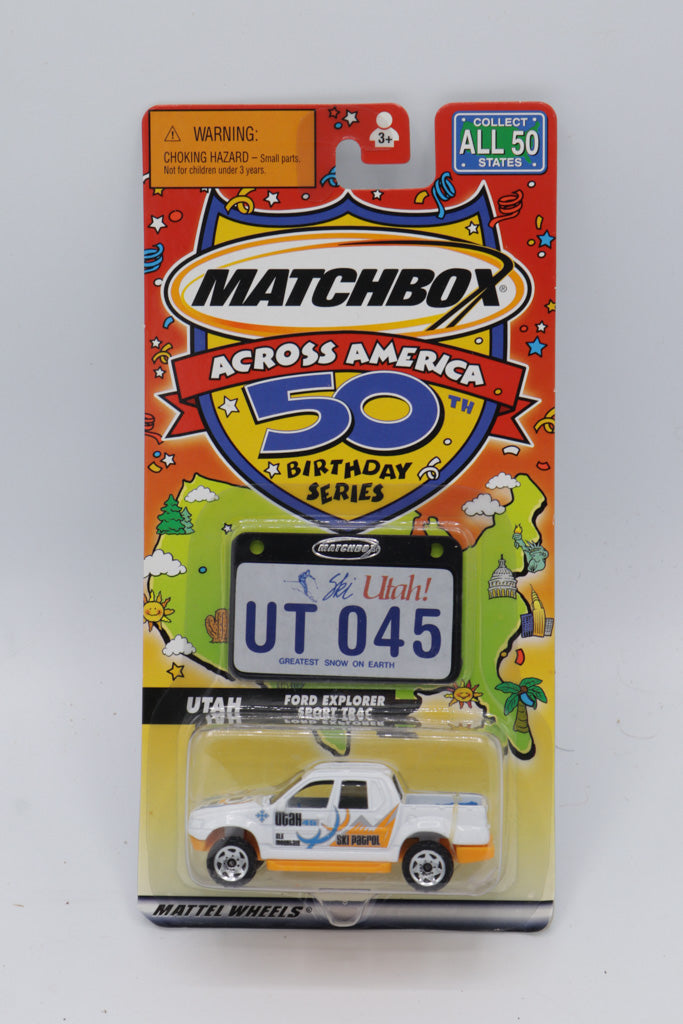 WARNING:
CHOKING HAZARD – Small parts.
Not for children under 3 years.
3+
COLLECT
ALL 50
STATES
MATCHBOX®
ACROSS AMERICA
50TH
BIRTHDAY
SERIES
MATCHBOX
Ski Utah!
UT 045
GREATEST SNOW ON EARTH
UTAH FORD EXPLORER
SPORT TRAC
UTAH
SKI PATROL
MATTEL WHEELS®